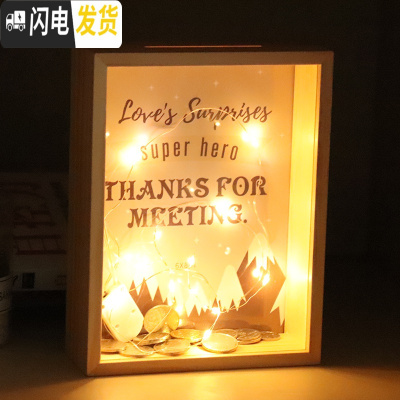 闪电发货
Love's Surprises
super hero
THANKS FOR
MEETING.